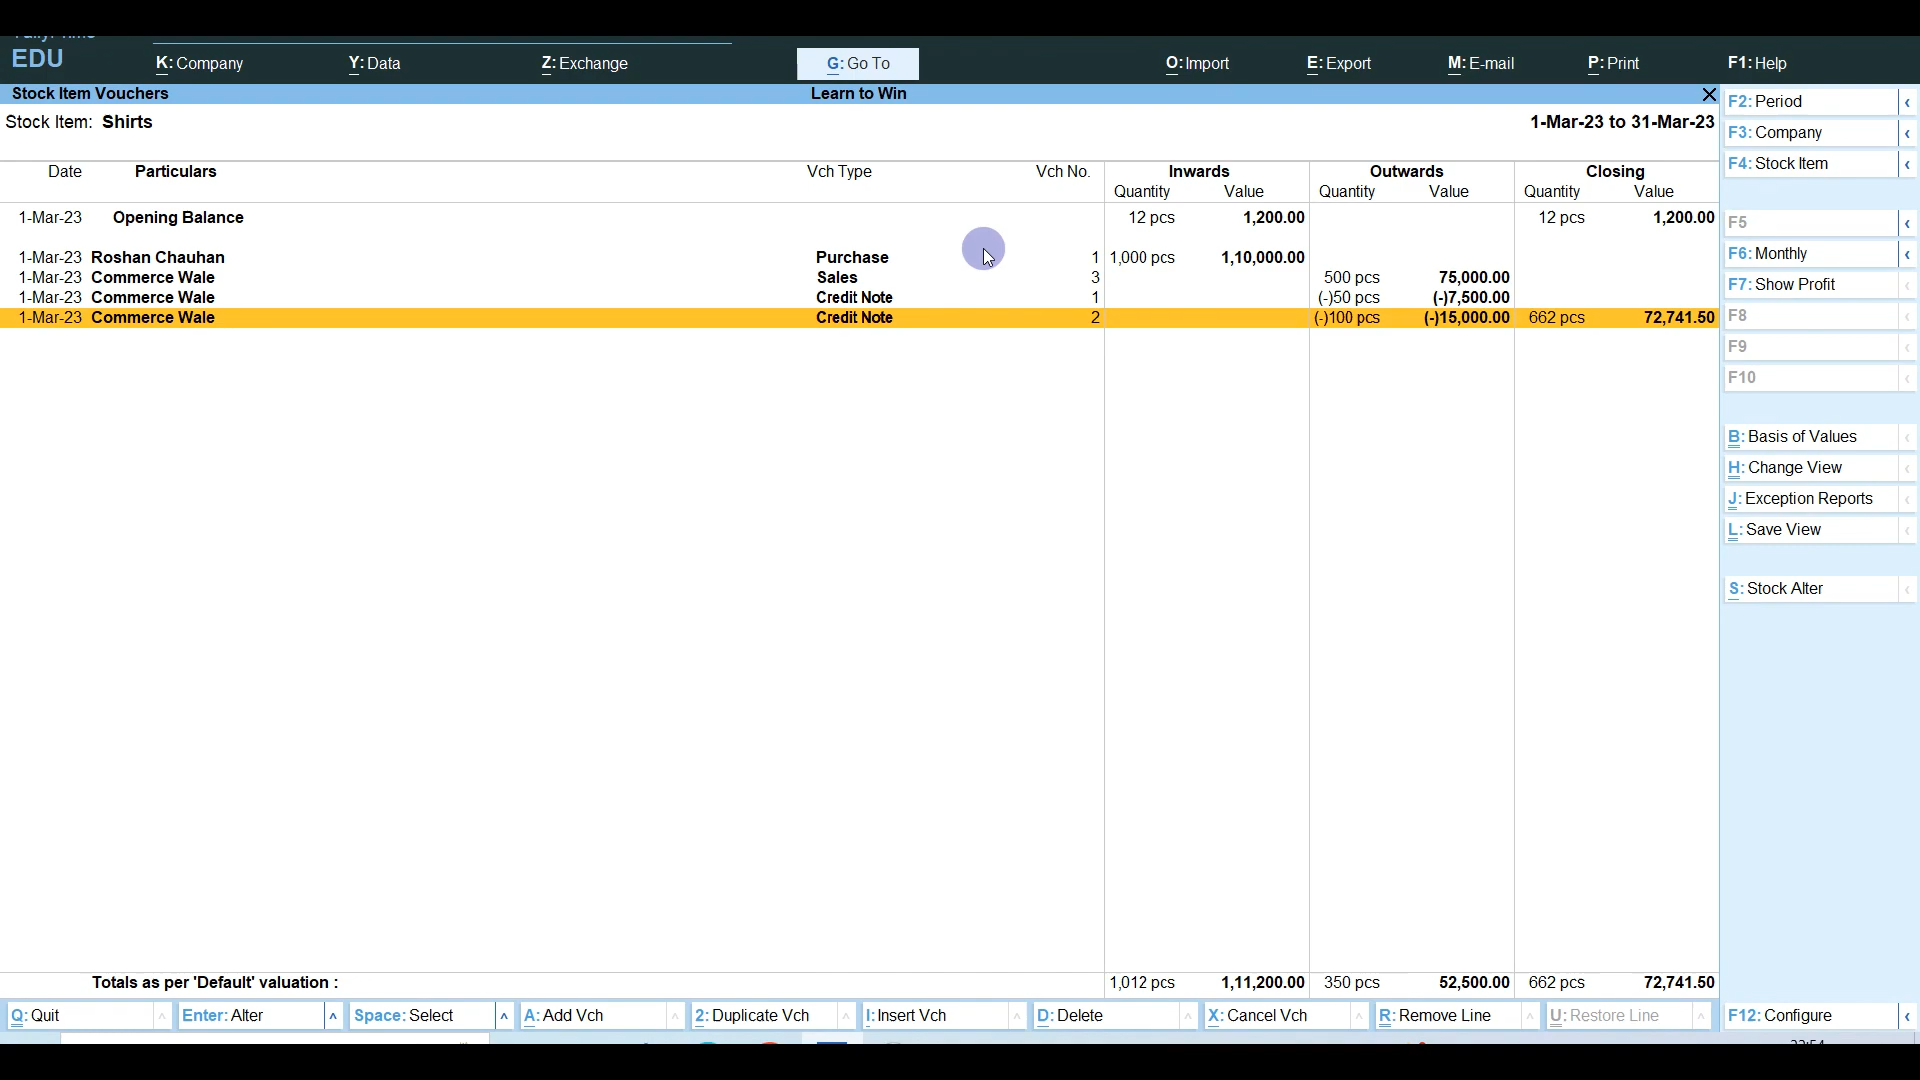 EDU
K: Company Y: Data Z: Exchange G: Go To O: Import E: Export M: E-mail P: Print F1: Help
Stock Item Vouchers Learn to Win
Stock Item: Shirts 1-Mar-23 to 31-Mar-23
Date Particulars Vch Type Vch No. Inwards Outwards Closing
Quantity Value Quantity Value Quantity Value
1-Mar-23 Opening Balance 12 pcs 1,200.00 12 pcs 1,200.00
1-Mar-23 Roshan Chauhan Purchase 1 1,000 pcs 1,10,000.00
1-Mar-23 Commerce Wale Sales 3 500 pcs 75,000.00
1-Mar-23 Commerce Wale Credit Note 1 (-)50 pcs (-)7,500.00
1-Mar-23 Commerce Wale Credit Note 2 (-)100 pcs (-)15,000.00 662 pcs 72,741.50
Totals as per 'Default' valuation : 1,012 pcs 1,11,200.00 350 pcs 52,500.00 662 pcs 72,741.50
F2: Period
F3: Company
F4: Stock Item
F5
F6: Monthly
F7: Show Profit
F8
F9
F10
B: Basis of Values
H: Change View
J: Exception Reports
L: Save View
S: Stock Alter
Q: Quit Enter: Alter Space: Select A: Add Vch 2: Duplicate Vch I: Insert Vch D: Delete X: Cancel Vch R: Remove Line U: Restore Line F12: Configure